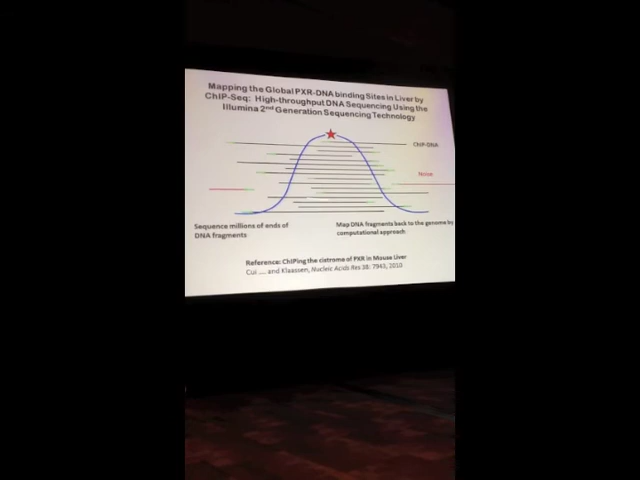 Mapping the Global PXR-DNA binding Sites in Liver by
ChIP-Seq: High-throughput DNA Sequencing Using the
Illumina 2nd Generation Sequencing Technology
ChIP-DNA
Noise
Sequence millions of ends of
DNA fragments
Map DNA fragments back to the genome by
computational approach
Reference: ChIPing the cistrome of PXR in Mouse Liver
Cui .... and Klaassen, Nucleic Acids Res 38: 7943, 2010